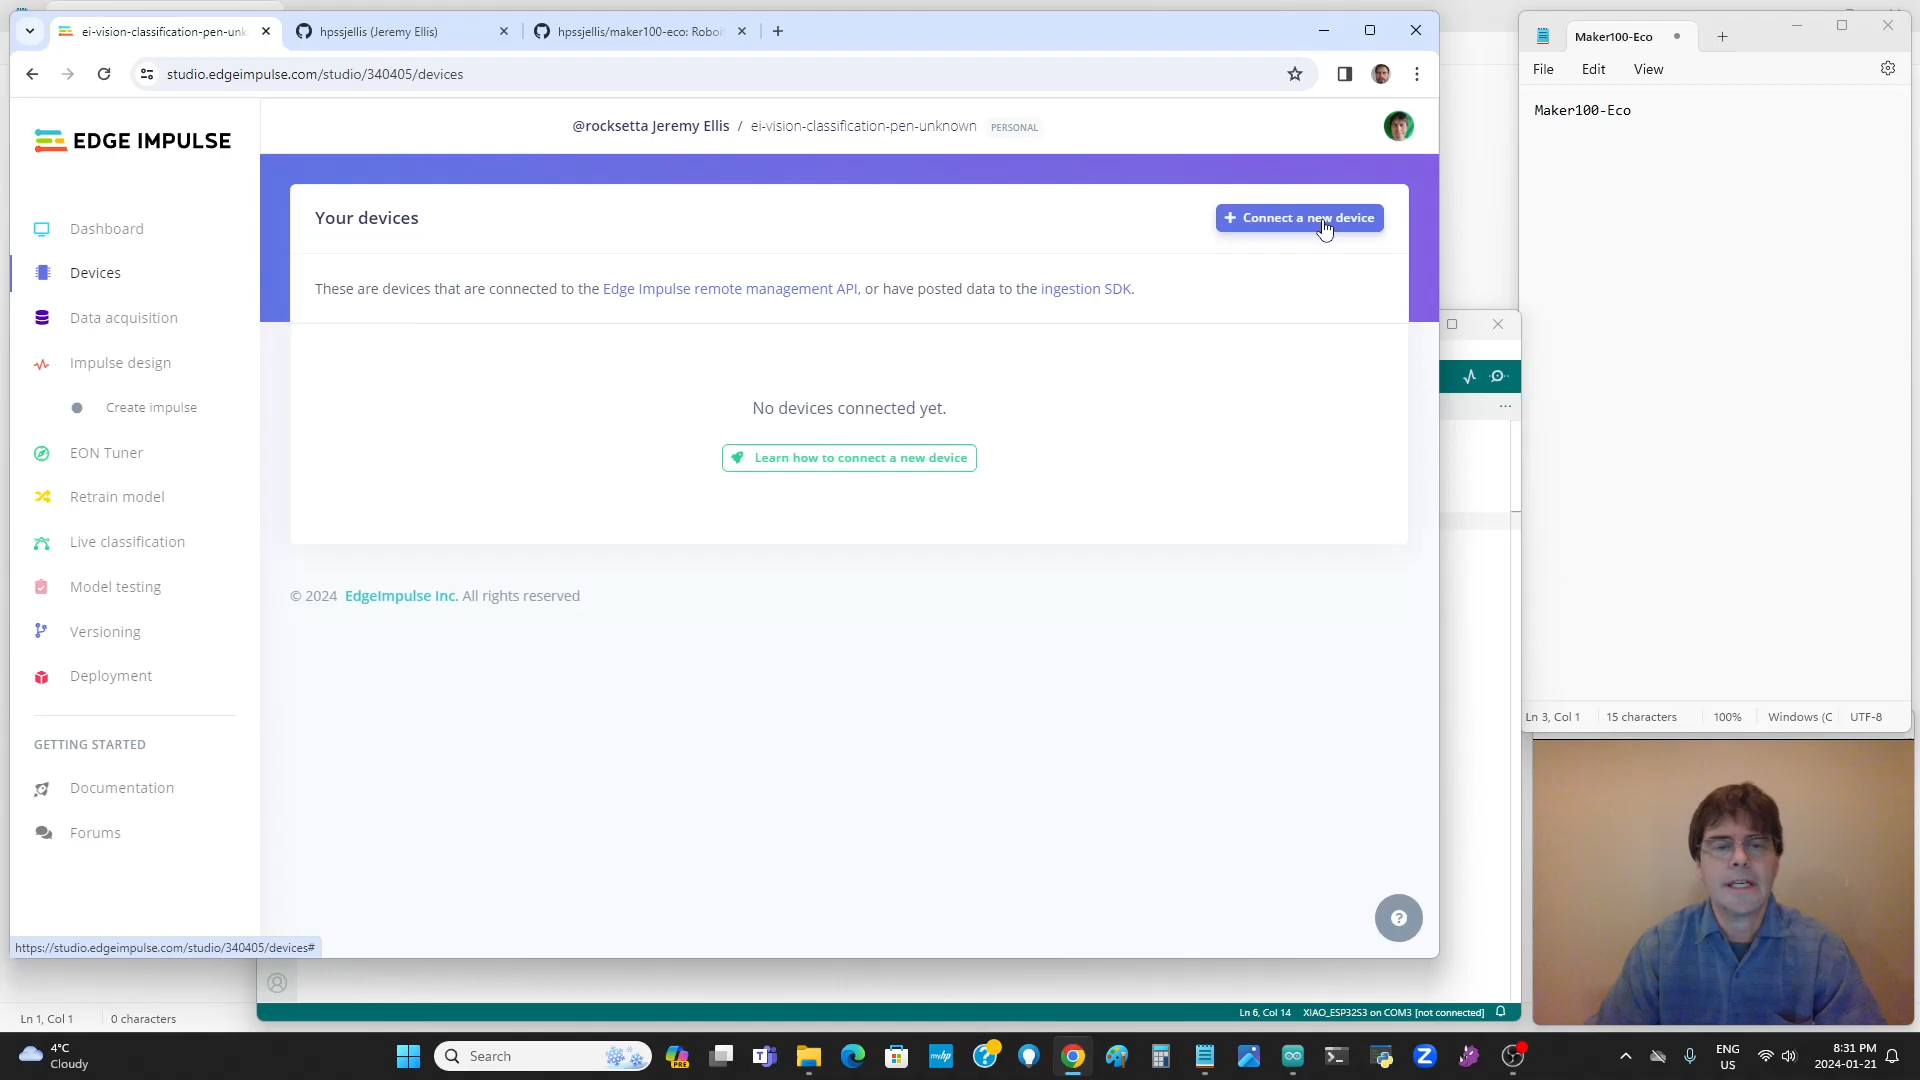 ei-vision-classification-pen-unk
hpssjellis (Jeremy Ellis)
hpssjellis/maker100-eco: Roboti
studio.edgeimpulse.com/studio/340405/devices
EDGE IMPULSE
@rocksetta Jeremy Ellis / ei-vision-classification-pen-unknown PERSONAL
Dashboard
Devices
Data acquisition
Impulse design
Create impulse
EON Tuner
Retrain model
Live classification
Model testing
Versioning
Deployment
GETTING STARTED
Documentation
Forums
Your devices
+ Connect a new device
These are devices that are connected to the Edge Impulse remote management API, or have posted data to the ingestion SDK.
No devices connected yet.
Learn how to connect a new device
© 2024 EdgeImpulse Inc. All rights reserved
?
https://studio.edgeimpulse.com/studio/340405/devices#
Maker100-Eco
File Edit View
Maker100-Eco
Ln 3, Col 1 15 characters 100% Windows (C UTF-8
Ln 6, Col 14 XIAO_ESP32S3 on COM3 [not connected]
Ln 1, Col 1 0 characters
4°C
Cloudy
Search
PRE
myhp
Z
ENG
US
8:31 PM
2024-01-21